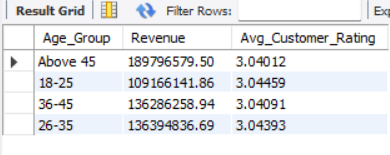 Result Grid Filter Rows: Exp
Age_Group Revenue Avg_Customer_Rating
Above 45 189796579.50 3.04012
18-25 109166141.86 3.04459
36-45 136286258.94 3.04091
26-35 136394836.69 3.04393